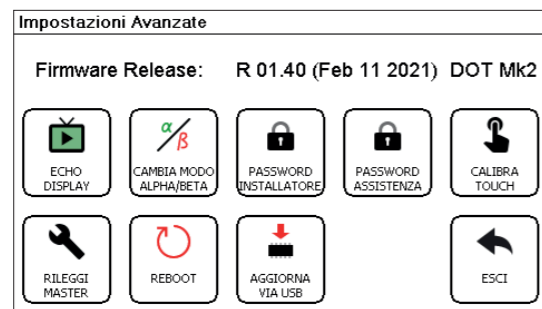 Impostazioni Avanzate
Firmware Release: R 01.40 (Feb 11 2021) DOT Mk2
α/β
ECHO
DISPLAY
CAMBIA MODO
ALPHA/BETA
PASSWORD
INSTALLATORE
PASSWORD
ASSISTENZA
CALIBRA
TOUCH
RILEGGI
MASTER
REBOOT
AGGIORNA
VIA USB
ESCI